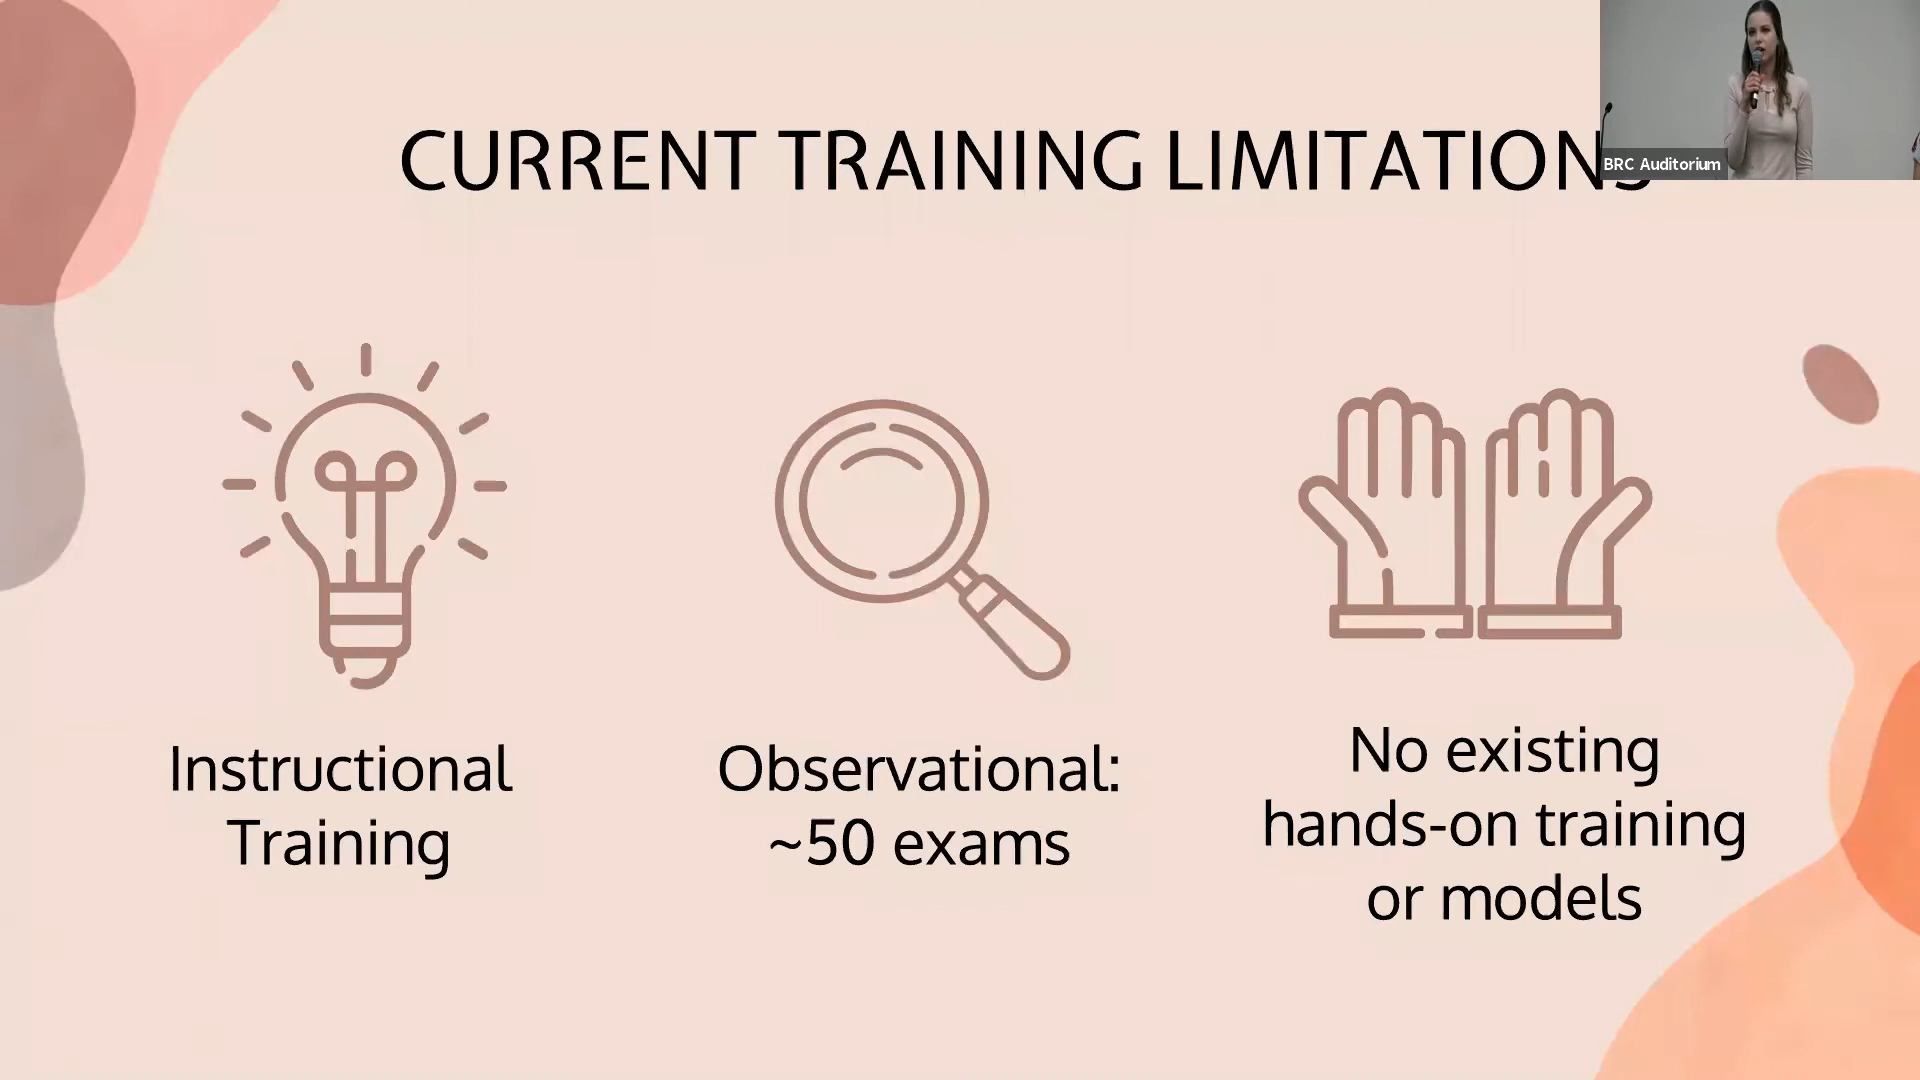 CURRENT TRAINING LIMITATIONS
BRC Auditorium
Instructional
Training
Observational:
~50 exams
No existing
hands-on training
or models